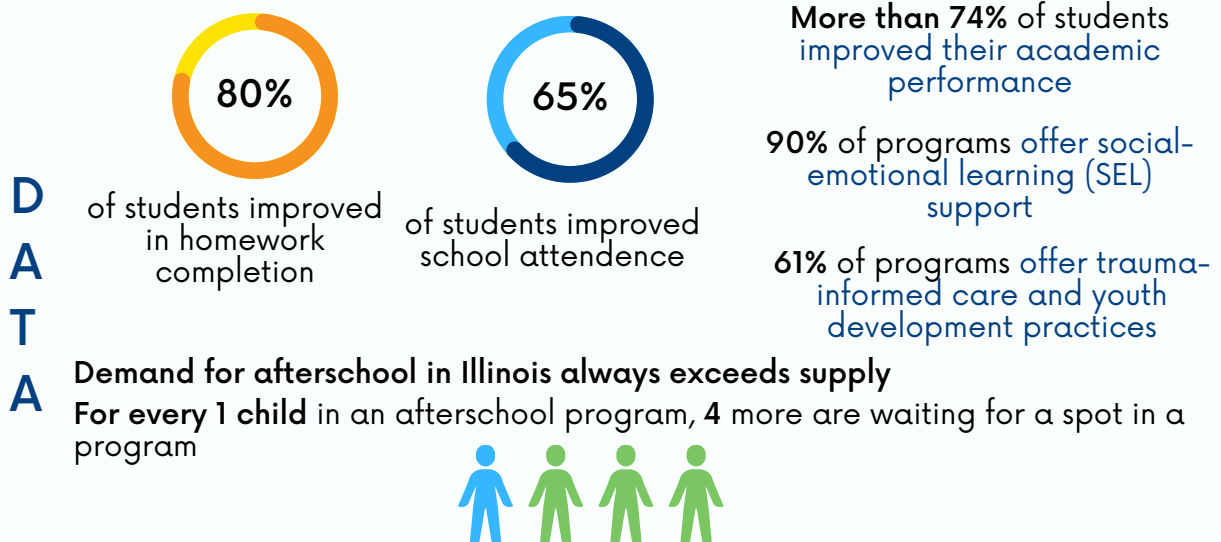 80%
of students improved
in homework
completion
65%
of students improved
school attendence
More than 74% of students
improved their academic
performance
90% of programs offer social-
emotional learning (SEL)
support
61% of programs offer trauma-
informed care and youth
development practices
D
A
T
A
Demand for afterschool in Illinois always exceeds supply
For every 1 child in an afterschool program, 4 more are waiting for a spot in a
program